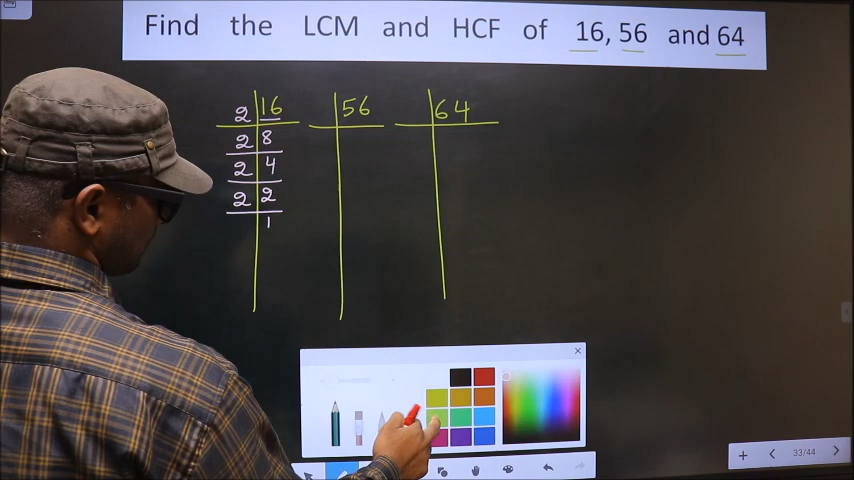 Find the LCM and HCF of 16, 56 and 64
2 16 56 64
2 8
2 4
2 2
1
33/44